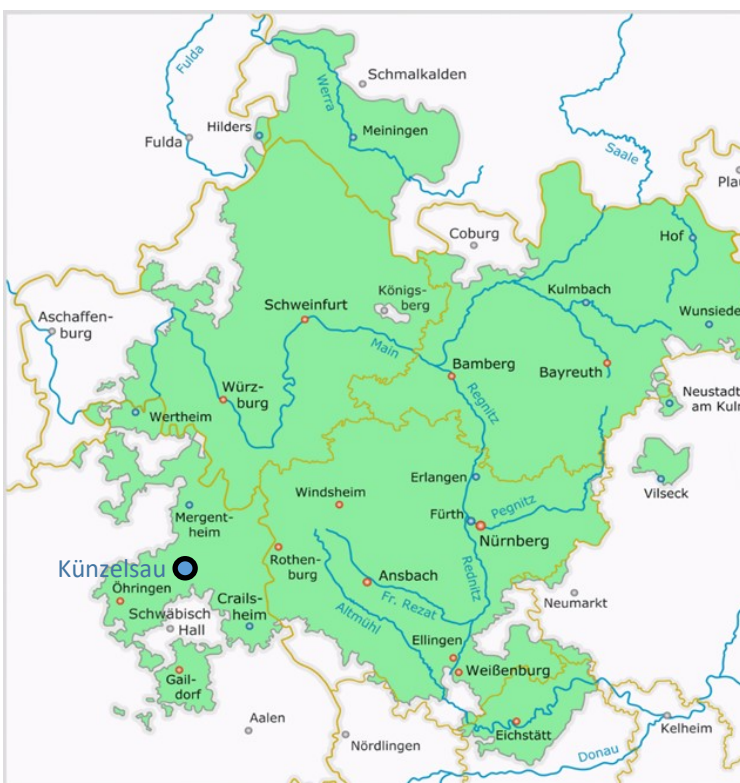 Fulda
Schmalkalden
Werra
Hilders
Fulda
Meiningen
Saale
Plau
Coburg
Hof
Königs-
berg
Kulmbach
Aschaffen-
burg
Schweinfurt
Wunsiede
Main
Bamberg
Bayreuth
Würz-
burg
Regnitz
Neustadt
am Kulm
Wertheim
Erlangen
Windsheim
Vilseck
Pegnitz
Mergent-
heim
Fürth
Nürnberg
Künzelsau
Rothen-
burg
Ansbach
Rednitz
Öhringen
Crails-
heim
Fr. Rezat
Neumarkt
Schwäbisch
Hall
Altmühl
Ellingen
Weißenburg
Gail-
dorf
Aalen
Eichstätt
Kelheim
Nördlingen
Donau